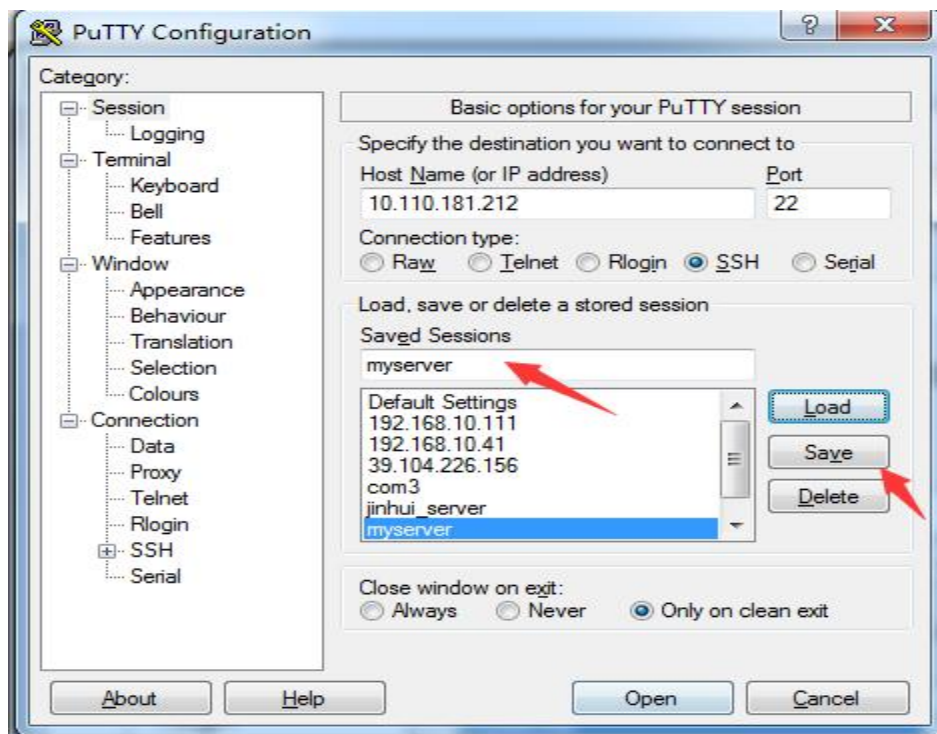 PuTTY Configuration
Category:
Session
Logging
Terminal
Keyboard
Bell
Features
Window
Appearance
Behaviour
Translation
Selection
Colours
Connection
Data
Proxy
Telnet
Rlogin
SSH
Serial
Basic options for your PuTTY session
Specify the destination you want to connect to
Host Name (or IP address) Port
10.110.181.212 22
Connection type:
Raw Telnet Rlogin SSH Serial
Load, save or delete a stored session
Saved Sessions
myserver
Default Settings
192.168.10.111
192.168.10.41
39.104.226.156
com3
jinhui_server
myserver
Load
Save
Delete
Close window on exit:
Always Never Only on clean exit
About Help Open Cancel